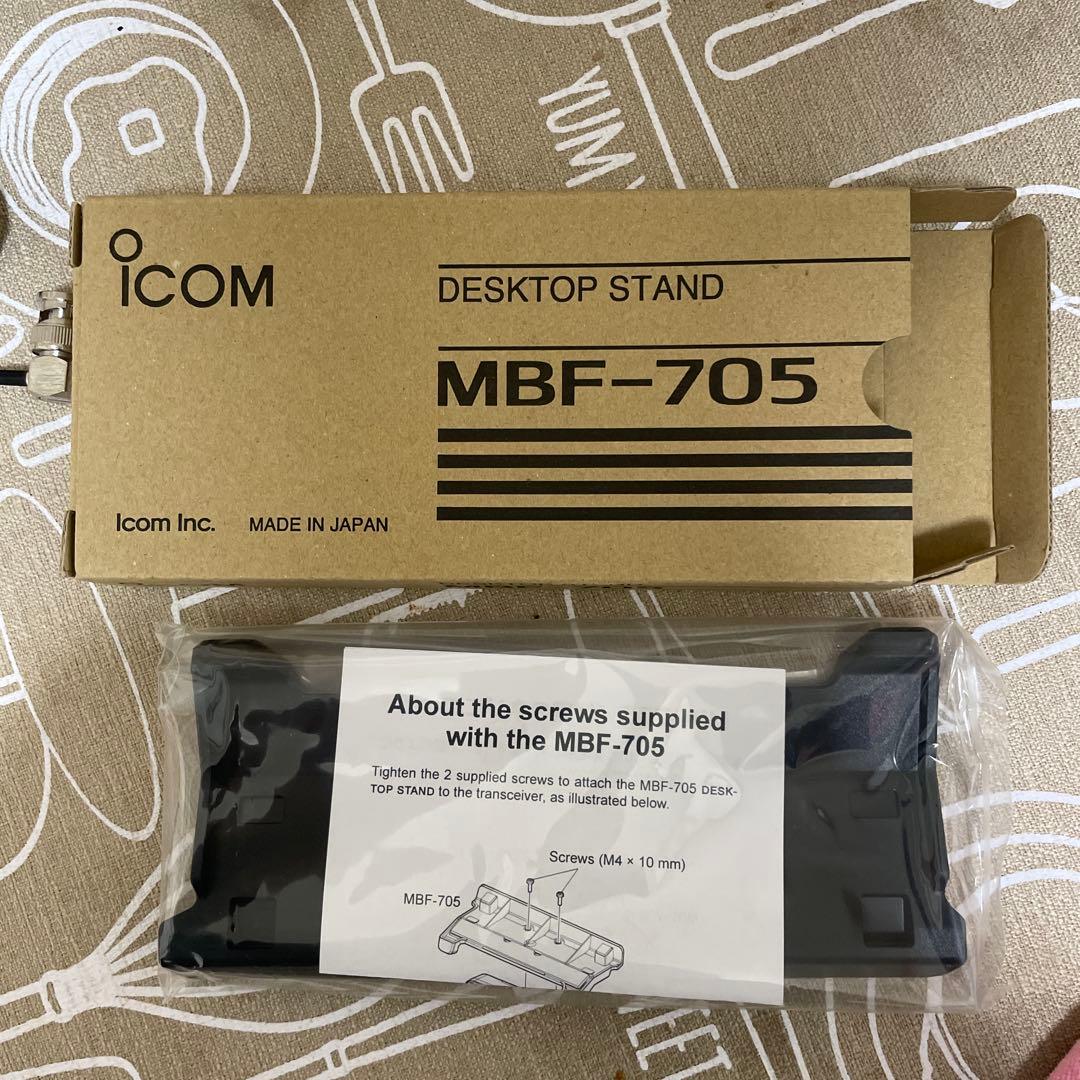 YUM
ICOM
DESKTOP STAND
MBF-705
Icom Inc. MADE IN JAPAN
About the screws supplied
with the MBF-705
Tighten the 2 supplied screws to attach the MBF-705 DESK-
TOP STAND to the transceiver, as illustrated below.
Screws (M4 × 10 mm)
MBF-705